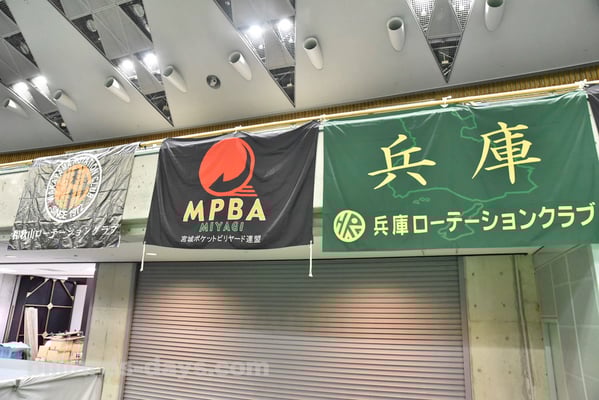 SINCE 1977
和歌山ローテーションクラブ
MPBA
MIYAGI
宮城ポケットビリヤード連盟
兵庫
兵庫ローテーションクラブ